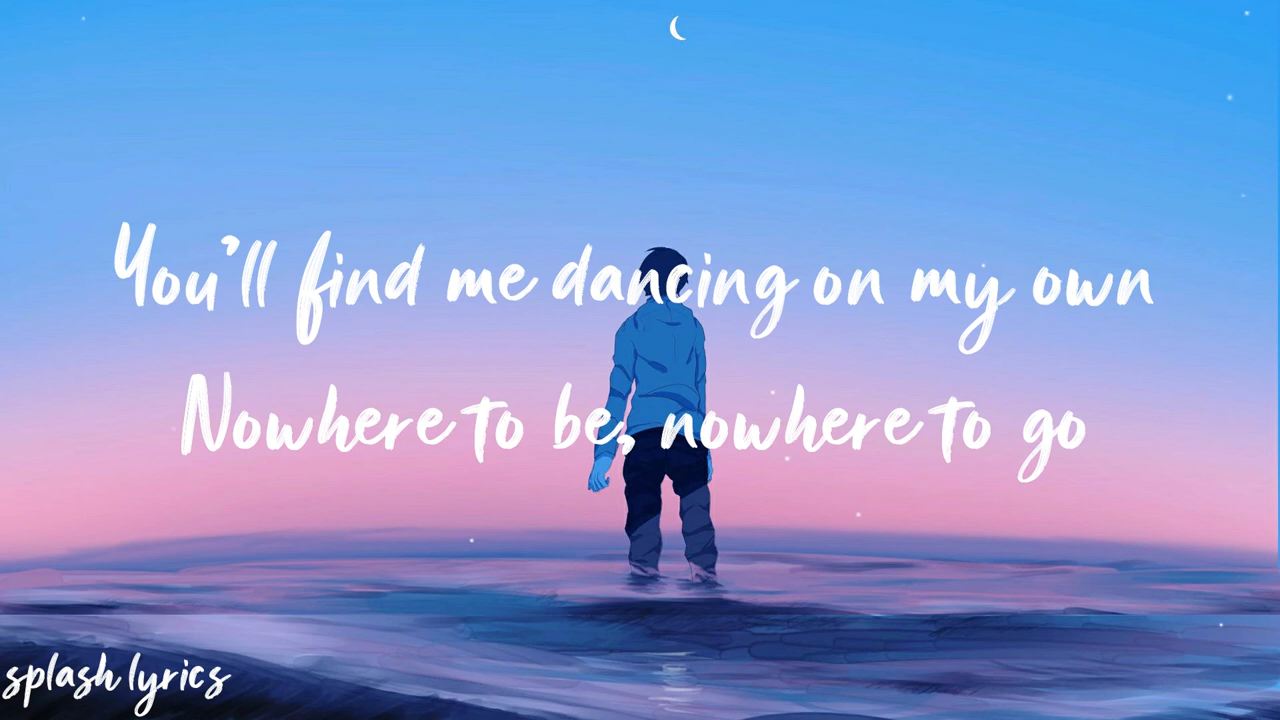 You'll find me dancing on my own
Nowhere to be, nowhere to go
splash lyrics